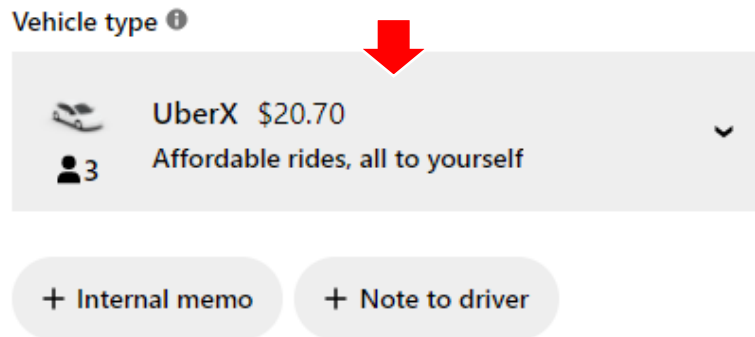 Vehicle type
UberX $20.70
3 Affordable rides, all to yourself
+ Internal memo + Note to driver